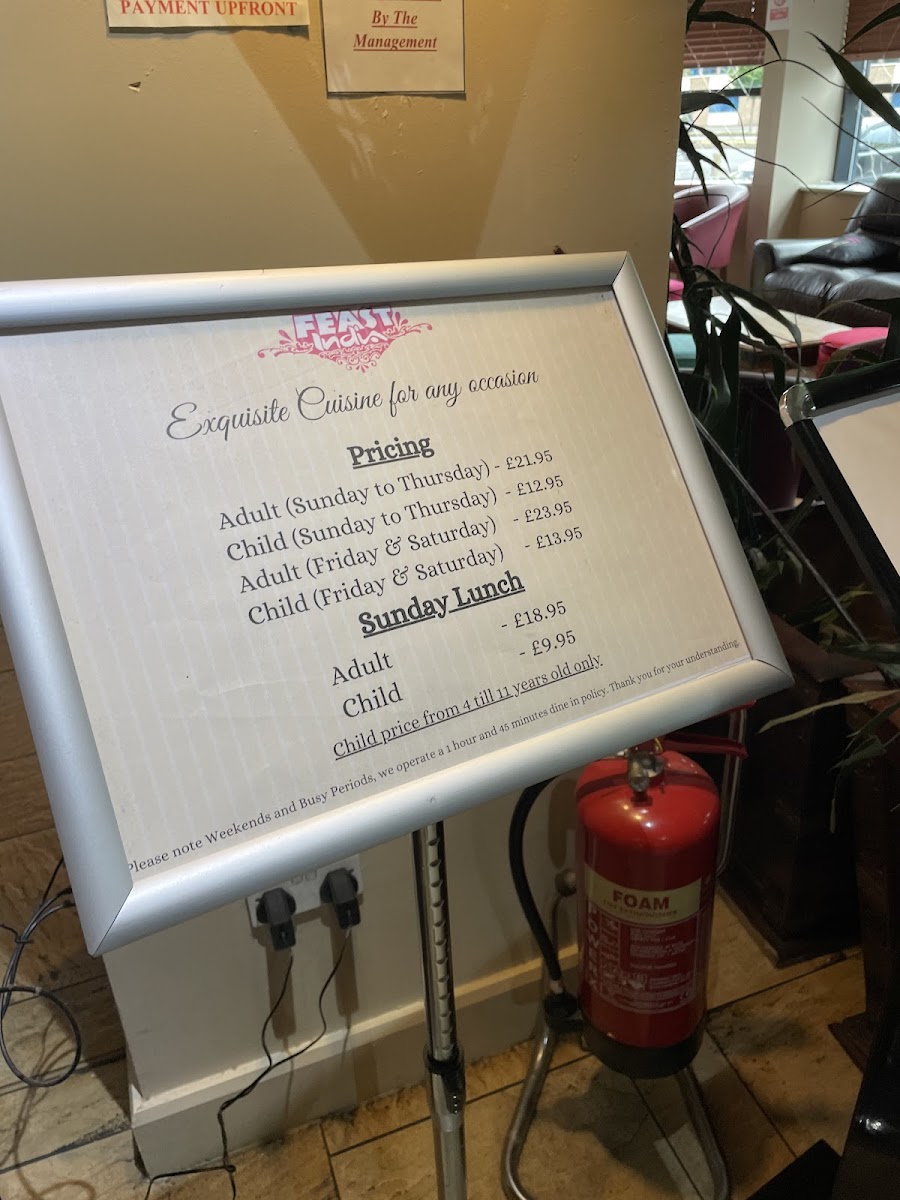 PAYMENT UPFRONT
By The
Management
FEAST
India
Exquisite Cuisine for any occasion
Pricing
Adult (Sunday to Thursday) - £21.95
Child (Sunday to Thursday) - £12.95
Adult (Friday & Saturday) - £23.95
Child (Friday & Saturday) - £13.95
Sunday Lunch
Adult - £18.95
Child - £9.95
Child price from 4 till 11 years old only.
Please note Weekends and Busy Periods, we operate a 1 hour and 45 minutes dine in policy. Thank you for your understanding.
FOAM